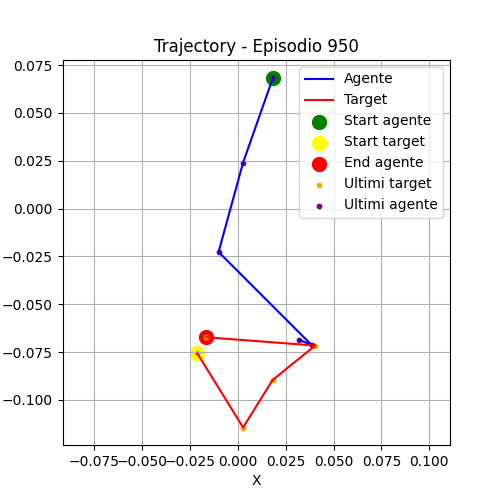 Trajectory - Episodio 950
0.075
0.050
0.025
0.000
−0.025
−0.050
−0.075
−0.100
Agente
Target
Start agente
Start target
End agente
Ultimi target
Ultimi agente
−0.075 −0.050 −0.025 0.000 0.025 0.050 0.075 0.100
X